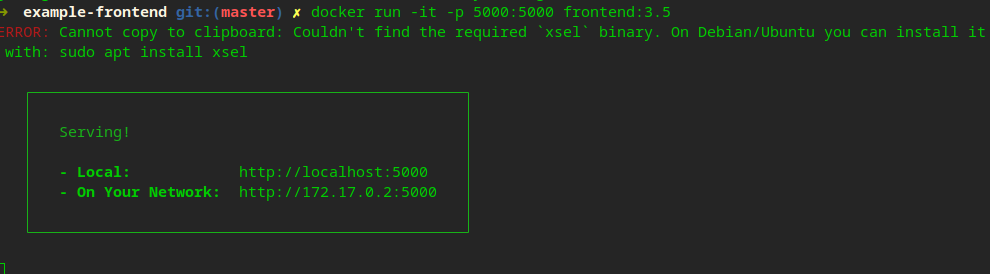 ➜ example-frontend git:(master) ✗ docker run -it -p 5000:5000 frontend:3.5
ERROR: Cannot copy to clipboard: Couldn't find the required `xsel` binary. On Debian/Ubuntu you can install it
with: sudo apt install xsel
Serving!
- Local: http://localhost:5000
- On Your Network: http://172.17.0.2:5000